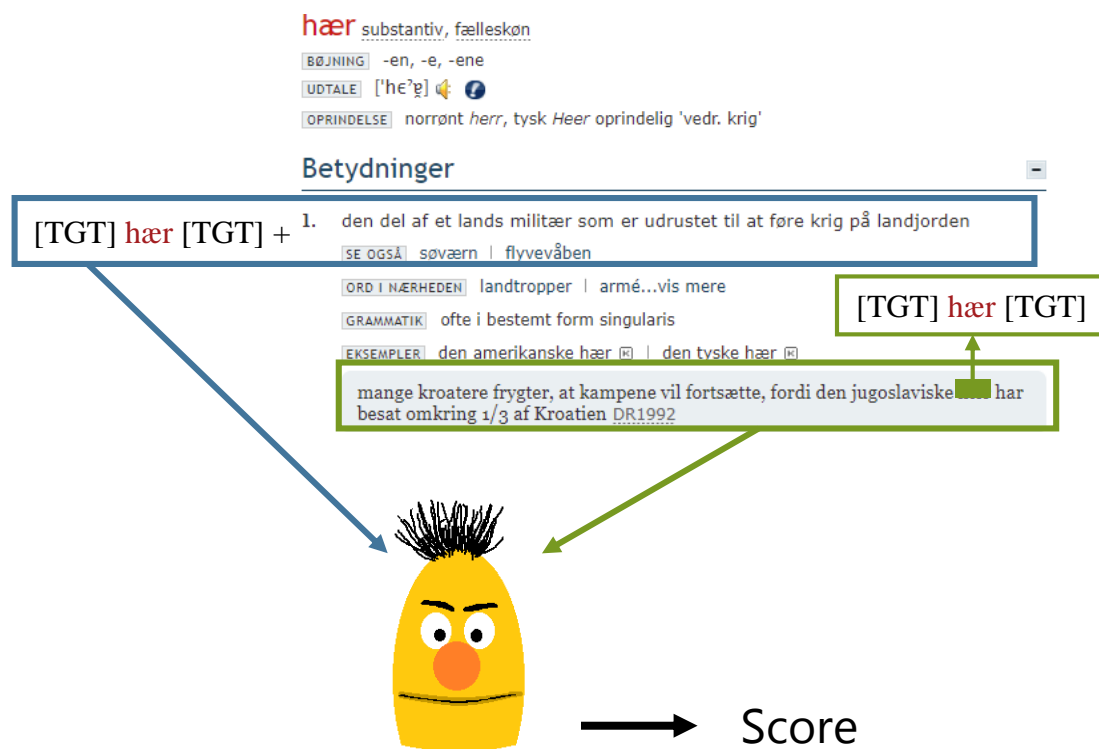 hær substantiv, fælleskøn
BØJNING -en, -e, -ene
UDTALE [ˈhεˀɐ̯]
OPRINDELSE norrønt herr, tysk Heer oprindelig 'vedr. krig'
Betydninger
[TGT] hær [TGT] + 1. den del af et lands militær som er udrustet til at føre krig på landjorden
SE OGSÅ søværn | flyvevåben
ORD I NÆRHEDEN landtropper | armé...vis mere
[TGT] hær [TGT]
GRAMMATIK ofte i bestemt form singularis
EKSEMPLER den amerikanske hær | den tyske hær
mange kroatere frygter, at kampene vil fortsætte, fordi den jugoslaviske har
besat omkring 1/3 af Kroatien DR1992
Score